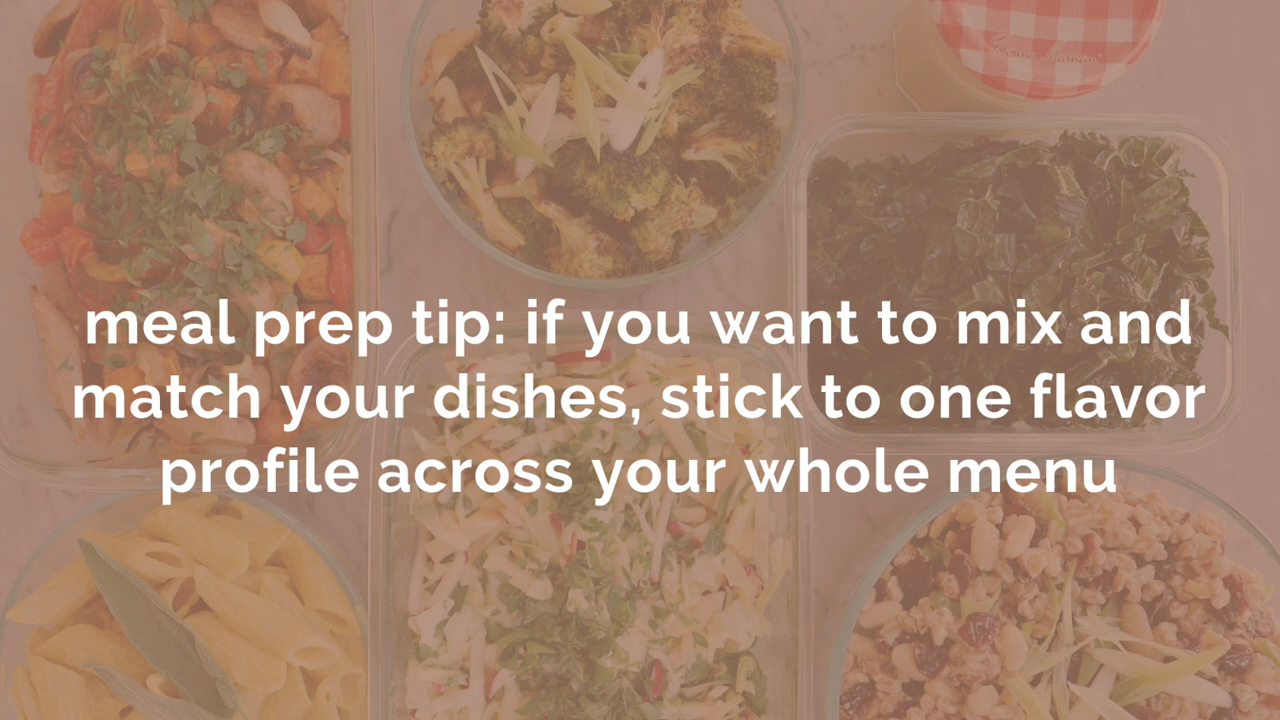 meal prep tip: if you want to mix and
match your dishes, stick to one flavor
profile across your whole menu